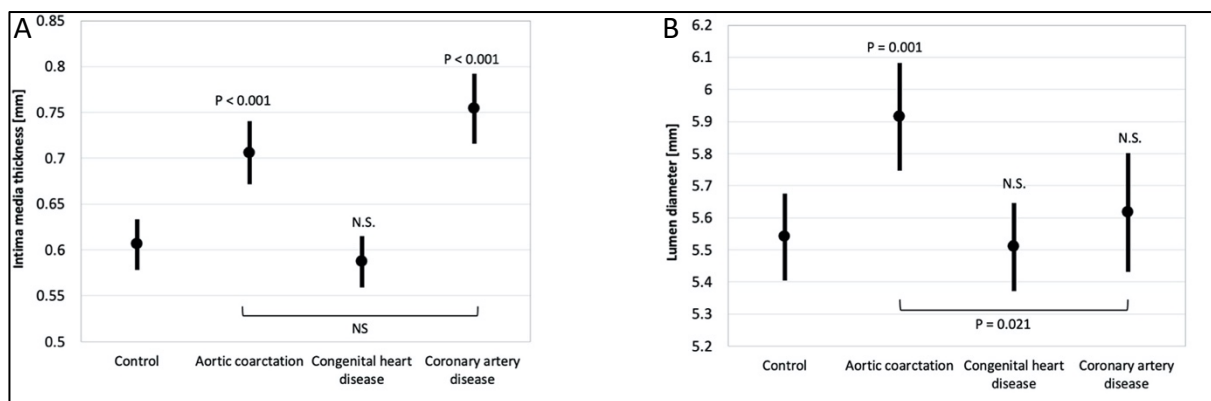 A
Intima media thickness [mm]
0.85
0.8
0.75
0.7
0.65
0.6
0.55
0.5
P < 0.001
N.S.
P < 0.001
NS
Control
Aortic coarctation
Congenital heart
disease
Coronary artery
disease
B
Lumen diameter [mm]
6.2
6.1
6
5.9
5.8
5.7
5.6
5.5
5.4
5.3
5.2
P = 0.001
N.S.
N.S.
P = 0.021
Control
Aortic coarctation
Congenital heart
disease
Coronary artery
disease